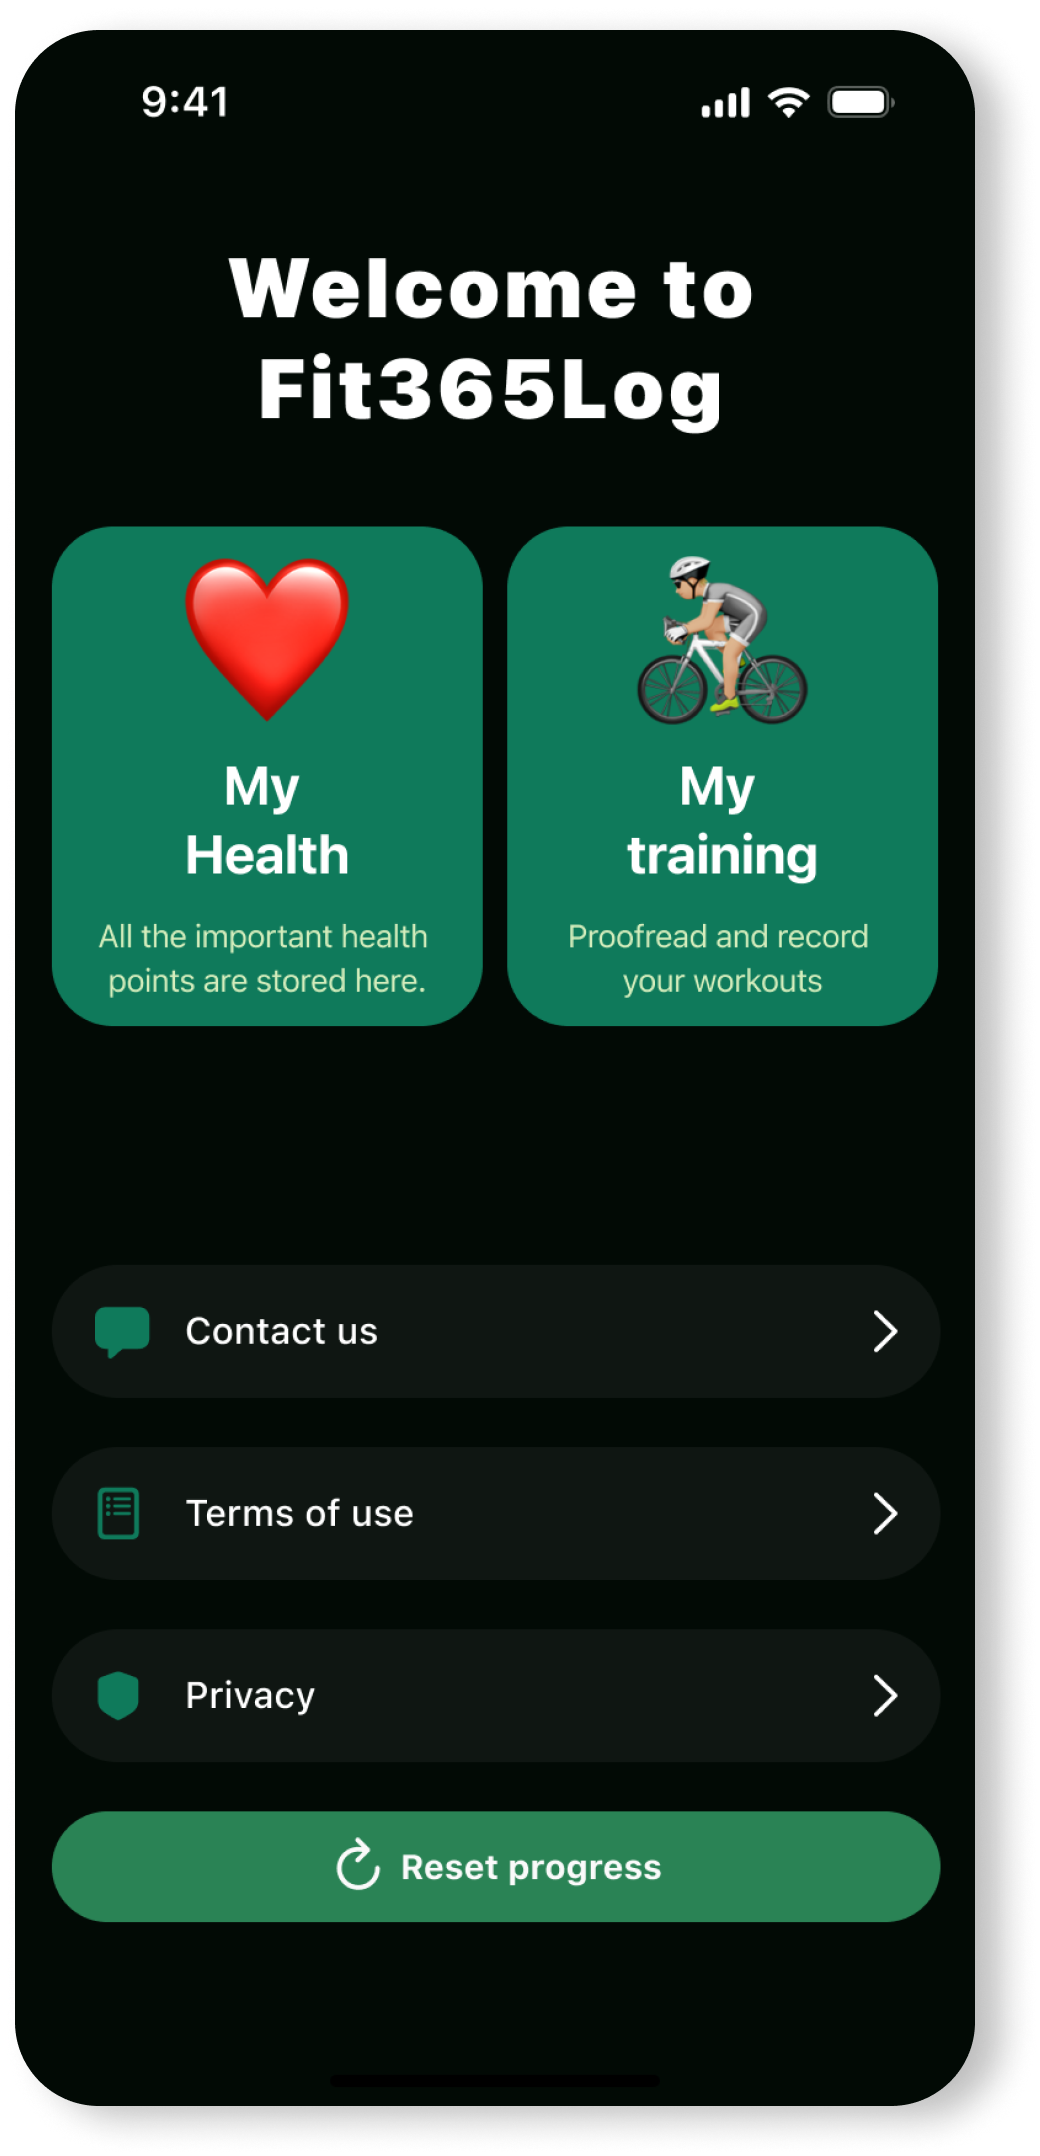 9:41
Welcome to
Fit365Log
My
Health
All the important health
points are stored here.
My
training
Proofread and record
your workouts
Contact us
Terms of use
Privacy
Reset progress